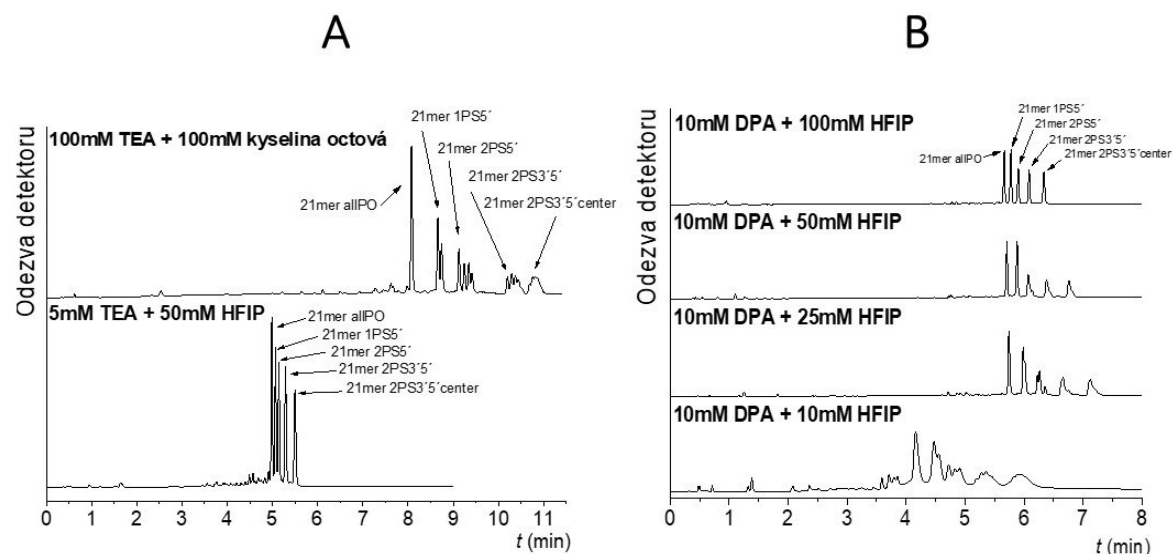 A
Odezva detektoru
100mM TEA + 100mM kyselina octová
21mer allPO
21mer 1PS5´
21mer 2PS5´
21mer 2PS3´5´
21mer 2PS3´5´center
5mM TEA + 50mM HFIP
21mer allPO
21mer 1PS5´
21mer 2PS5´
21mer 2PS3´5´
21mer 2PS3´5´center
0 1 2 3 4 5 6 7 8 9 10 11
t (min)
B
Odezva detektoru
10mM DPA + 100mM HFIP
21mer allPO
21mer 1PS5´
21mer 2PS5´
21mer 2PS3´5´
21mer 2PS3´5´center
10mM DPA + 50mM HFIP
10mM DPA + 25mM HFIP
10mM DPA + 10mM HFIP
0 1 2 3 4 5 6 7 8
t (min)